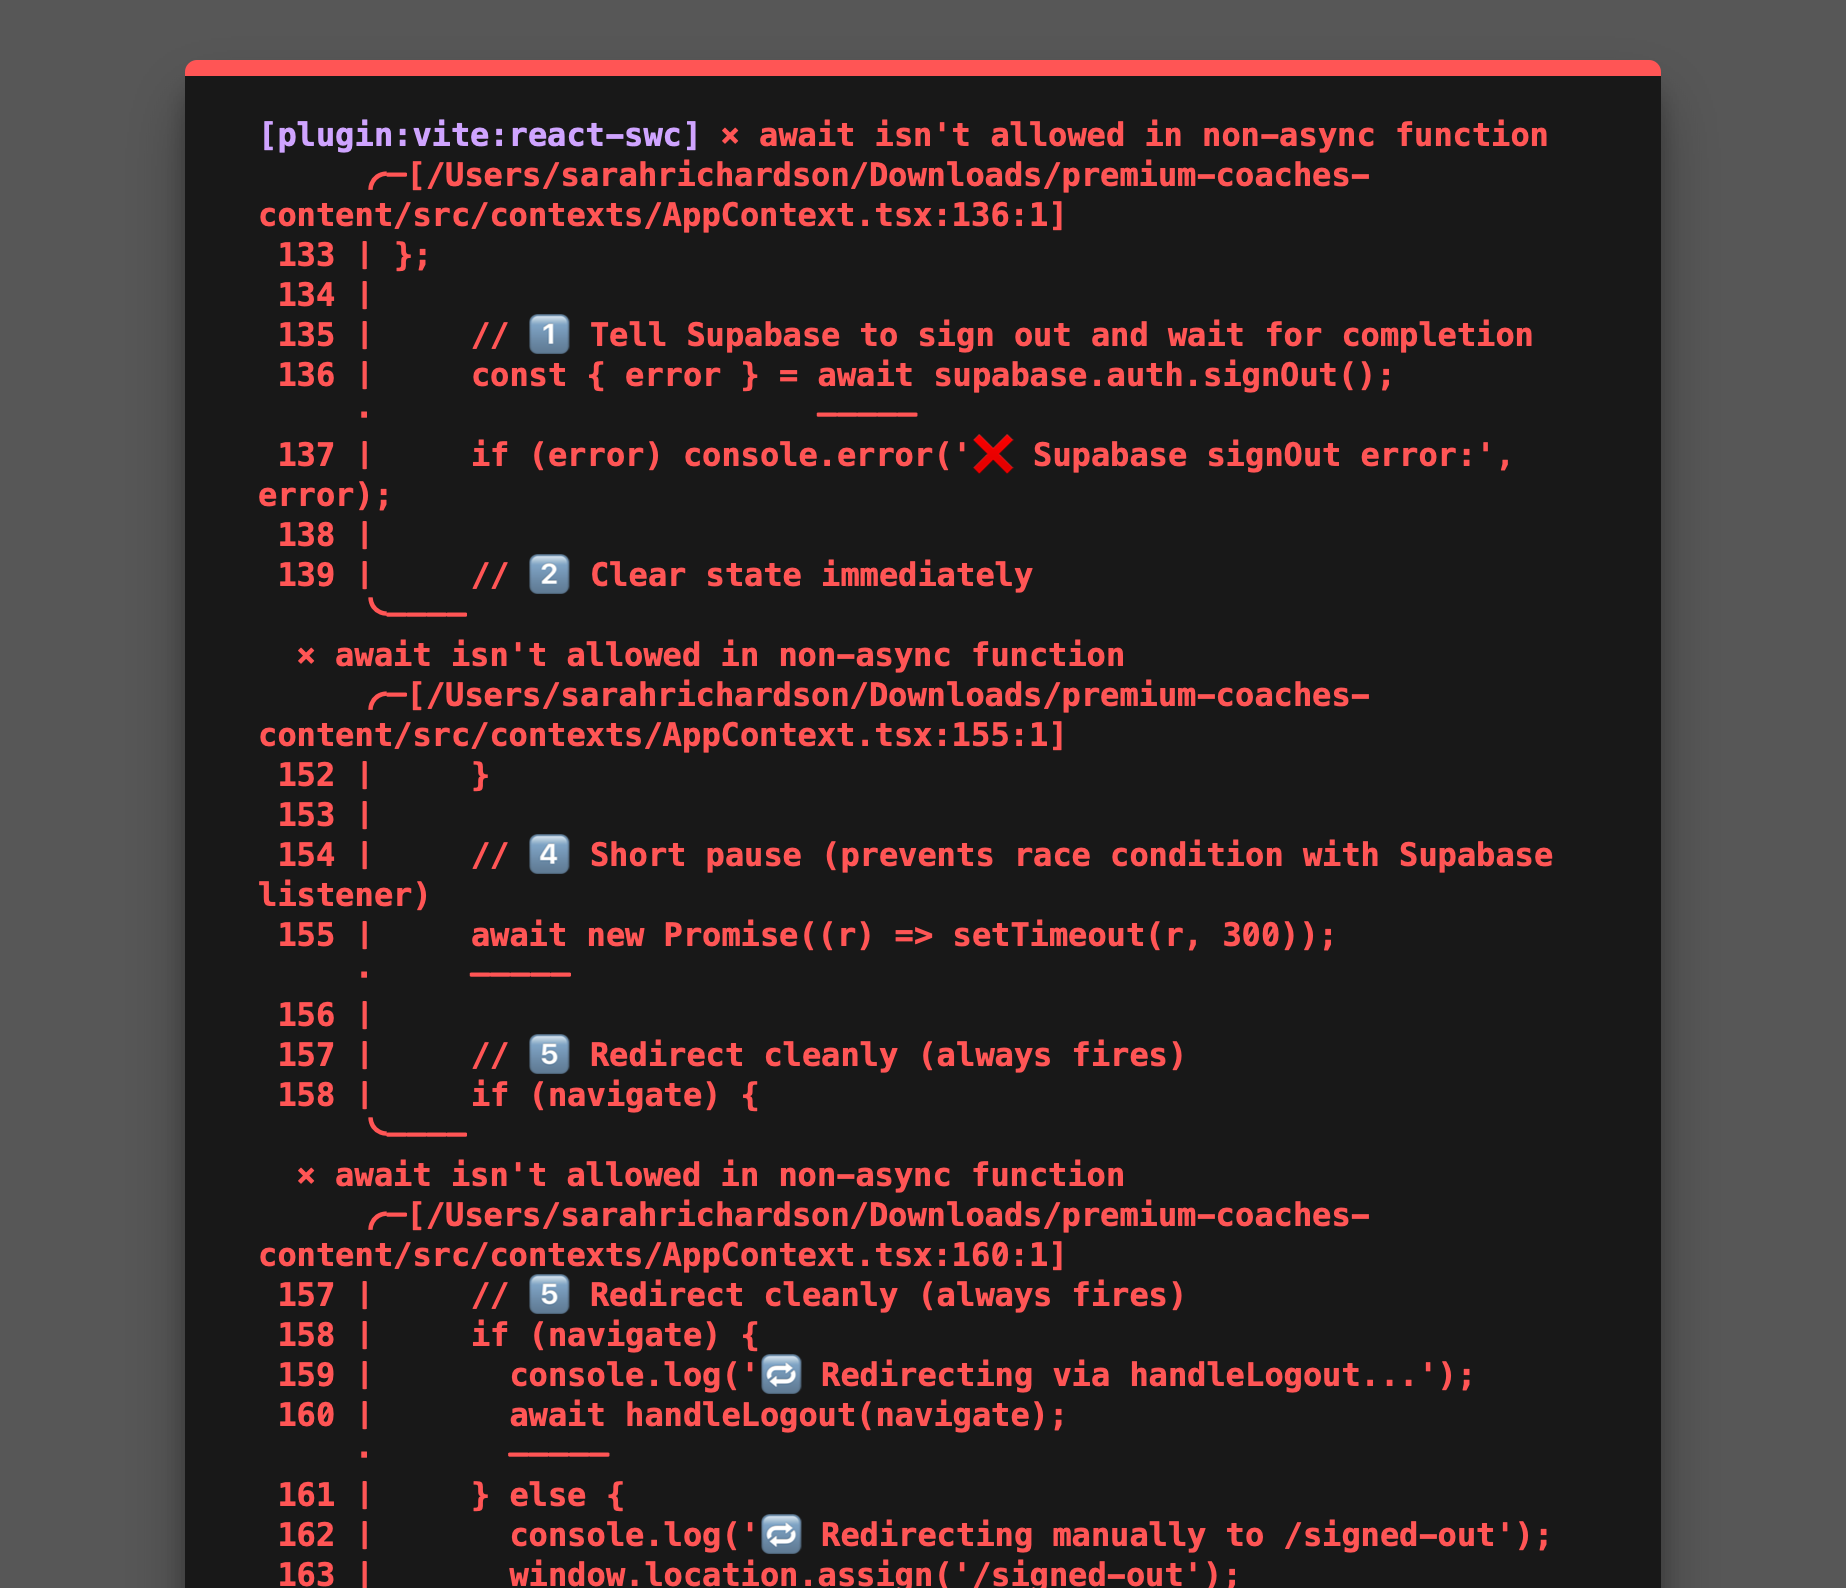 [plugin:vite:react-swc] × await isn't allowed in non-async function
╭─[/Users/sarahrichardson/Downloads/premium-coaches-
content/src/contexts/AppContext.tsx:136:1]
133 | };
134 |
135 |     // 1️⃣ Tell Supabase to sign out and wait for completion
136 |     const { error } = await supabase.auth.signOut();
·                       ─────
137 |     if (error) console.error('❌ Supabase signOut error:',
error);
138 |
139 |     // 2️⃣ Clear state immediately
╰────
× await isn't allowed in non-async function
╭─[/Users/sarahrichardson/Downloads/premium-coaches-
content/src/contexts/AppContext.tsx:155:1]
152 |     }
153 |
154 |     // 4️⃣ Short pause (prevents race condition with Supabase
listener)
155 |     await new Promise((r) => setTimeout(r, 300));
·     ─────
156 |
157 |     // 5️⃣ Redirect cleanly (always fires)
158 |     if (navigate) {
╰────
× await isn't allowed in non-async function
╭─[/Users/sarahrichardson/Downloads/premium-coaches-
content/src/contexts/AppContext.tsx:160:1]
157 |     // 5️⃣ Redirect cleanly (always fires)
158 |     if (navigate) {
159 |       console.log('🔁 Redirecting via handleLogout...');
160 |       await handleLogout(navigate);
·       ─────
161 |     } else {
162 |       console.log('🔁 Redirecting manually to /signed-out');
163 |       window.location.assign('/signed-out');